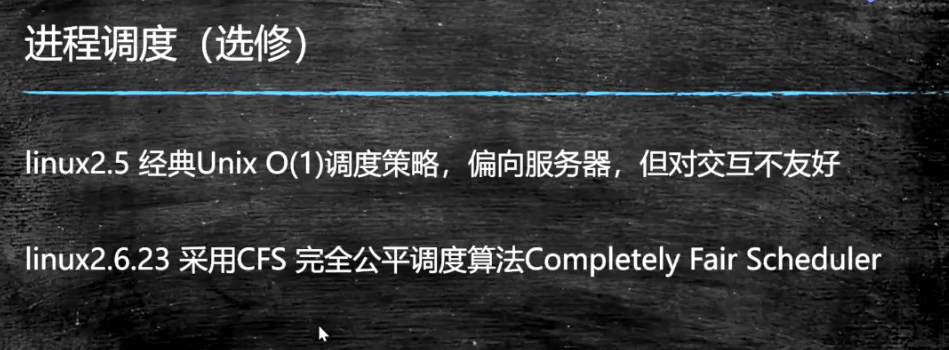 进程调度（选修）
linux2.5 经典Unix O(1)调度策略，偏向服务器，但对交互不友好
linux2.6.23 采用CFS 完全公平调度算法Completely Fair Scheduler